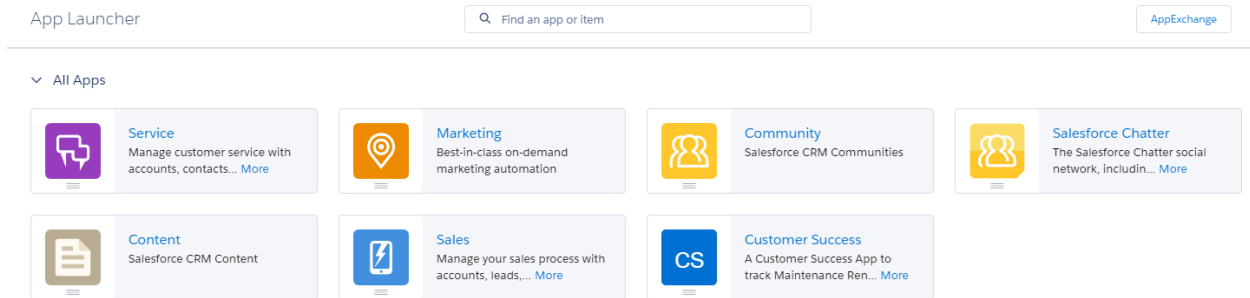 App Launcher
Find an app or item
AppExchange
All Apps
Service
Manage customer service with
accounts, contacts... More
Marketing
Best-in-class on-demand
marketing automation
Community
Salesforce CRM Communities
Salesforce Chatter
The Salesforce Chatter social
network, includin... More
Content
Salesforce CRM Content
Sales
Manage your sales process with
accounts, leads,... More
CS
Customer Success
A Customer Success App to
track Maintenance Ren... More